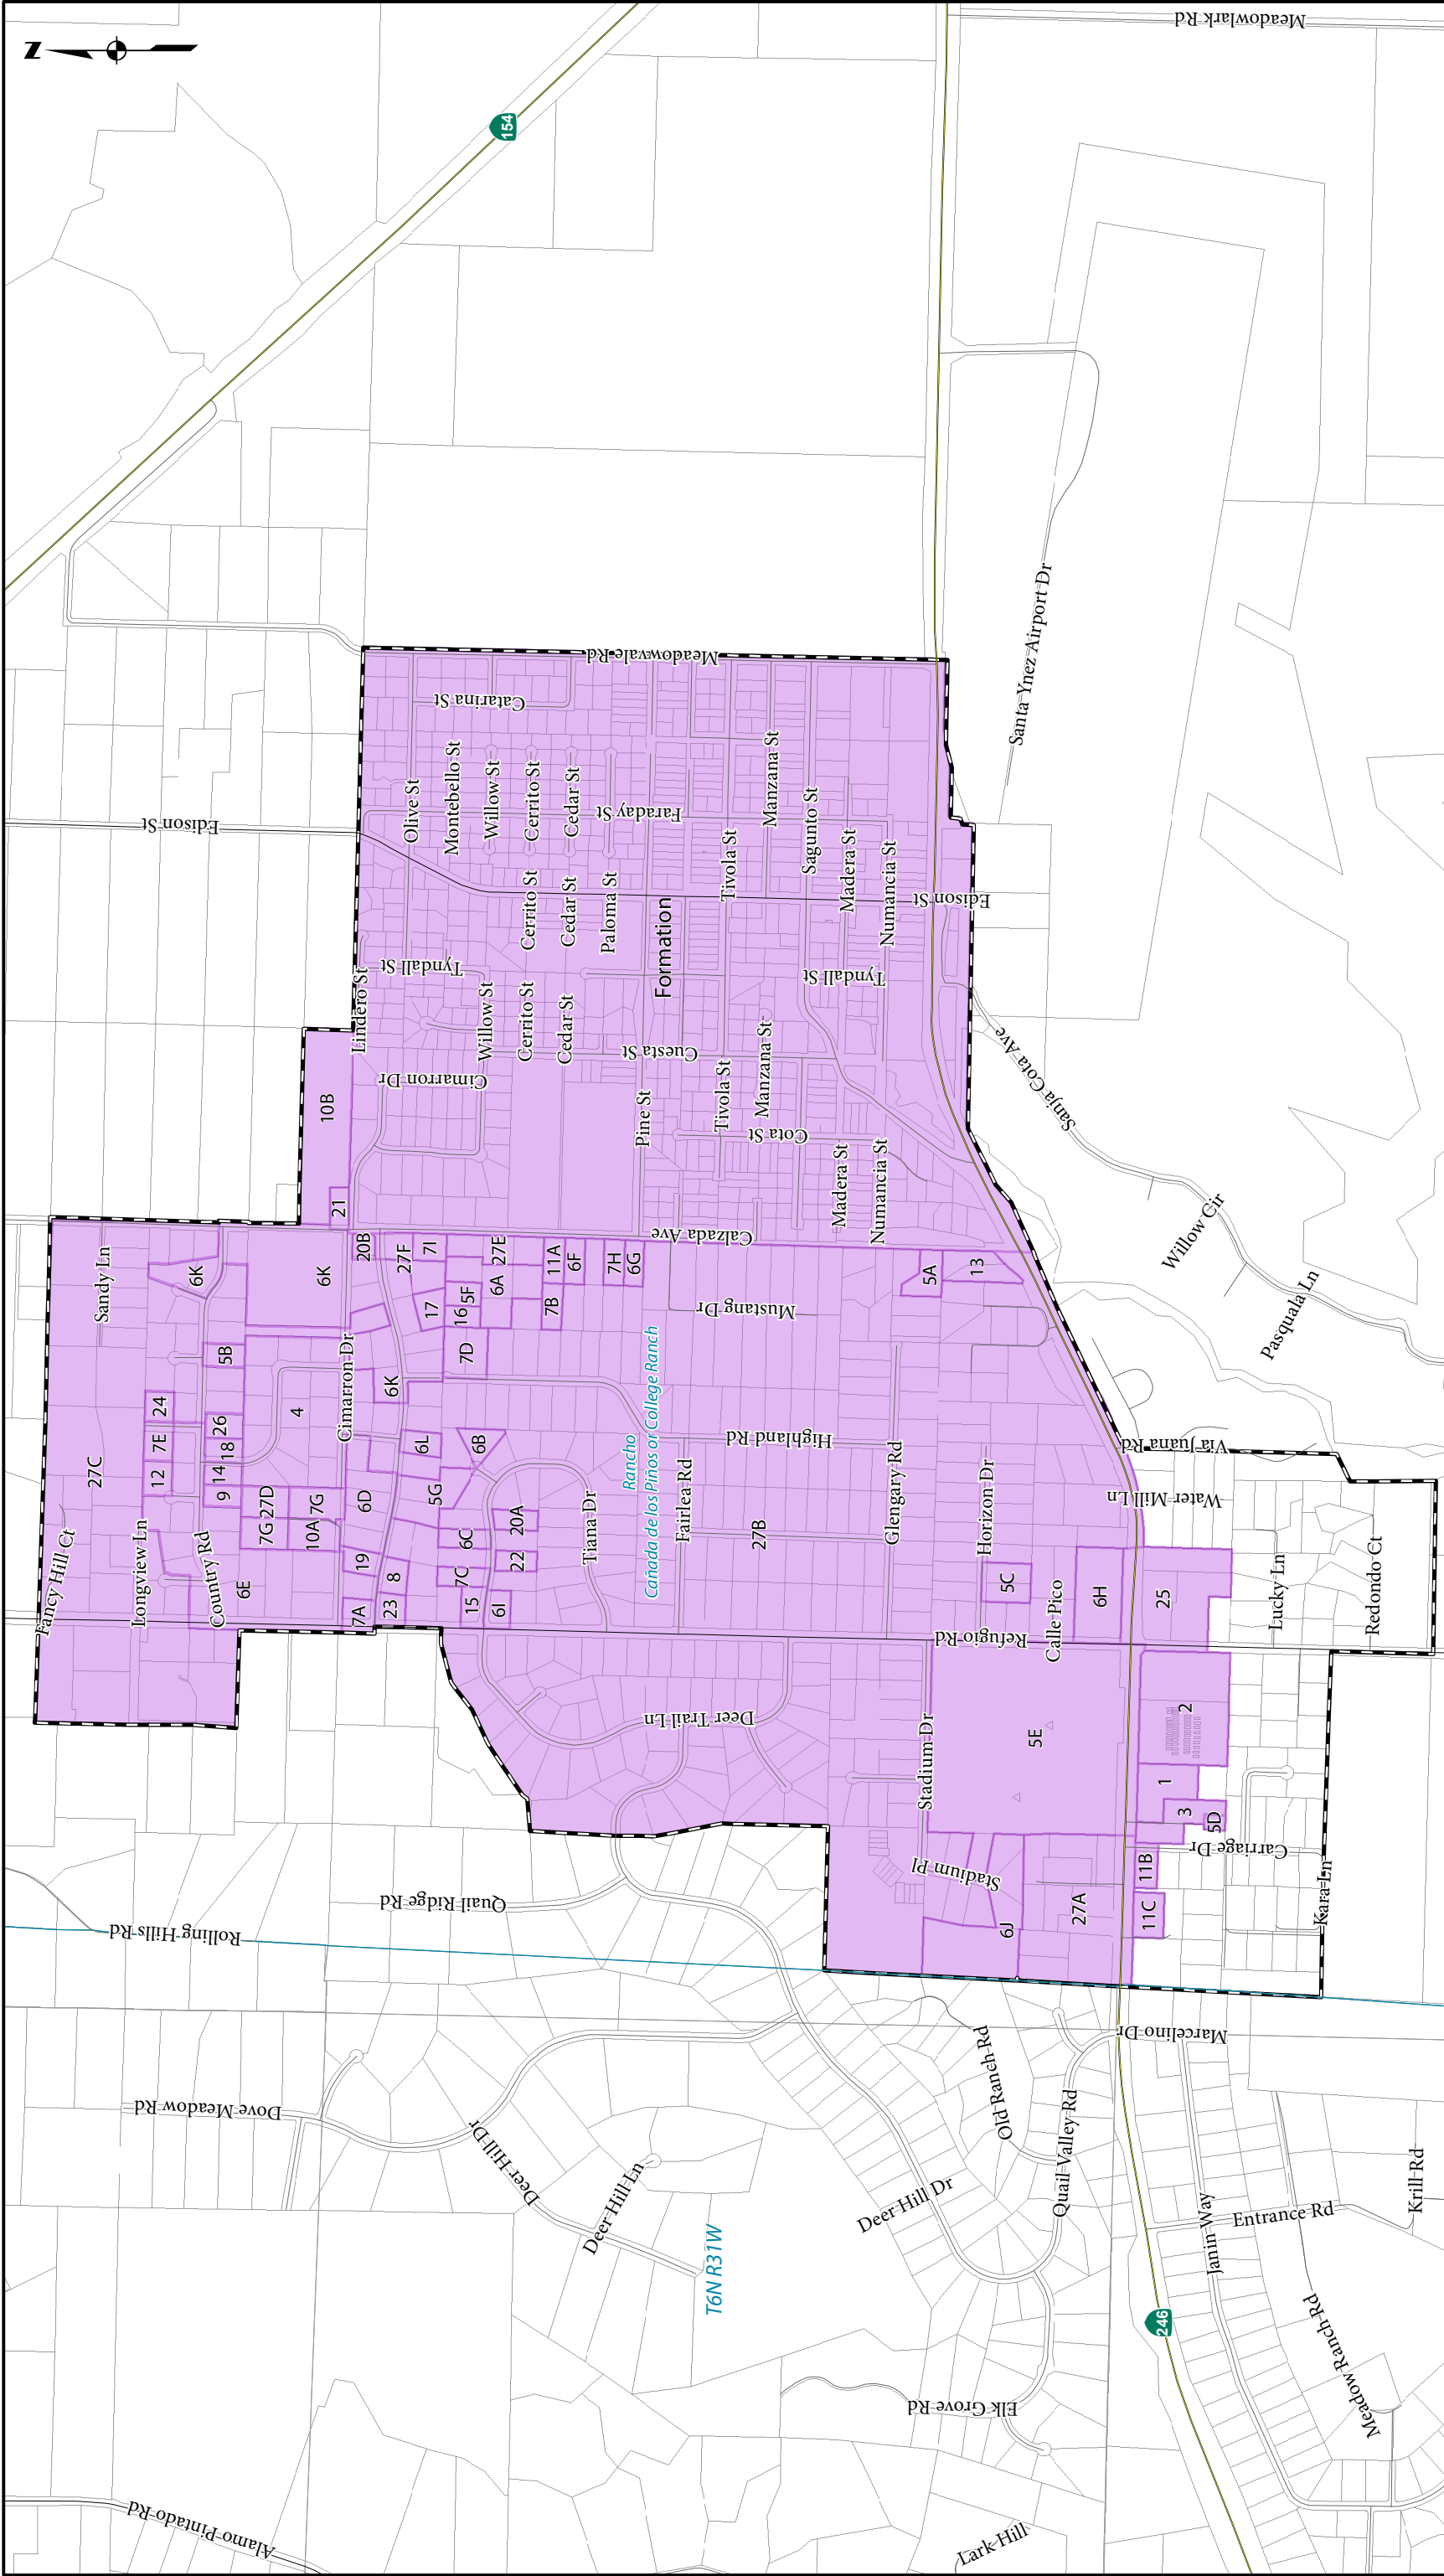 Meadowlark Rd
N
154
Santa Ynez Airport Dr
Meadowvale Rd
Catarina St
Olive St
Montebello St
Willow St
Cerrito St
Cedar St
Faraday St
Manzana St
Sagunto St
Madera St
Numancia St
Edison St
Tivola St
Cerrito St
Cedar St
Paloma St
Formation
Madera St
Numancia St
Edison St
Lindero St
Tyndall St
Willow St
Cerrito St
Cedar St
Tyndall St
Cuesta St
Cimarron Dr
Pine St
Tivola St
Manzana St
Cota St
Madera St
Numancia St
Sanja Cota Ave
Willow Cir
Pasquala Ln
10B
21
Calzada Ave
Sandy Ln
6K
6K
20B
27F
7I
27E
11A
6F
7H
6G
5A
13
6A
5F
16
17
7B
7D
Mustang Dr
5B
24
26
4
Cimarron Dr
6K
Rancho
Cañada de los Piños or College Ranch
27C
7E
12
18
14
9
6L
6B
Highland Rd
Glengary Rd
Via Juana Rd
27D
7G
7G
10A
6D
5G
6C
20A
22
Tiana Dr
Fairlea Rd
27B
Horizon Dr
Water Mill Ln
Fancy Hill Ct
Longview Ln
Country Rd
6E
19
8
7A
23
7C
15
6I
5C
Calle Pico
6H
25
Lucky Ln
Redondo Ct
Refugio Rd
Deer Trail Ln
Stadium Dr
5E
2
1
3
5D
Carriage Dr
Stadium Pl
6J
27A
11B
11C
Kara Ln
Quail Ridge Rd
Rolling Hills Rd
Marcelino Dr
Dove Meadow Rd
Deer Hill Dr
Deer Hill Ln
Old Ranch Rd
Quail Valley Rd
Deer Hill Dr
T6N R31W
Janin Way
Entrance Rd
Krill Rd
246
Meadow Ranch Rd
Elk Grove Rd
Alamo Pintado Rd
Lark Hill